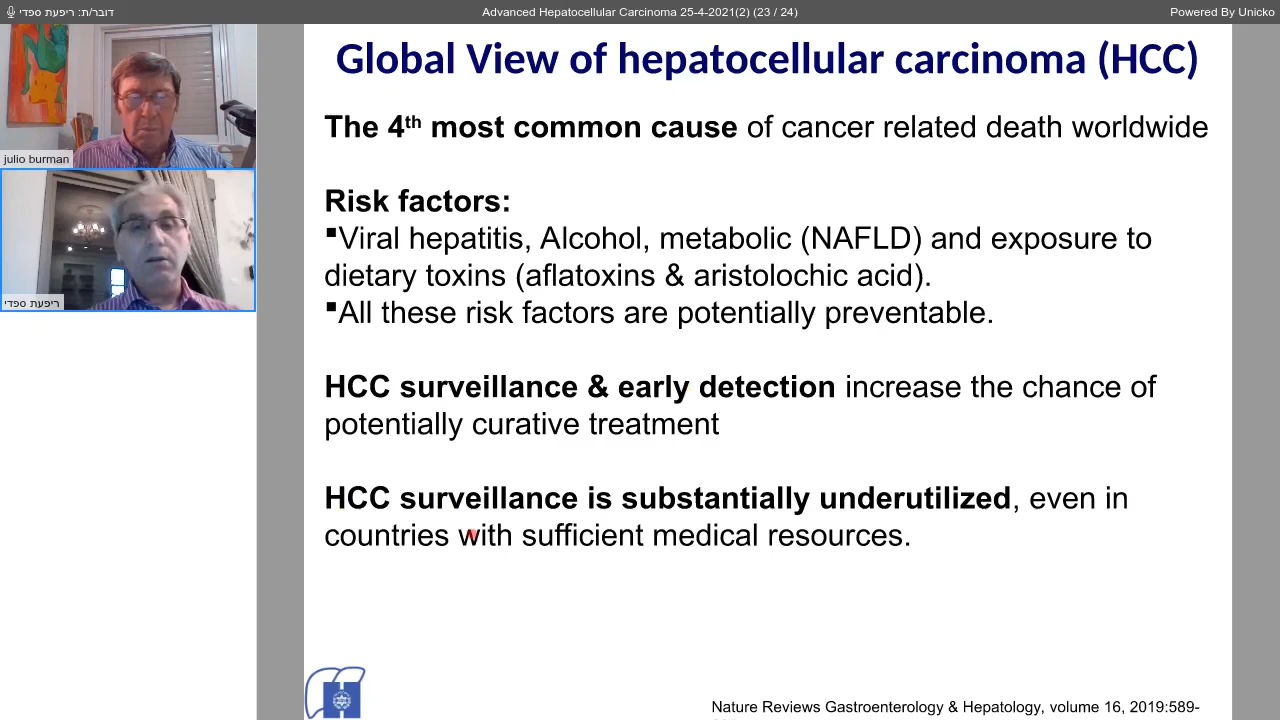 דובר/ת: ריפעת ספדי
Advanced Hepatocellular Carcinoma 25-4-2021(2) (23 / 24)
Powered By Unicko
julio burman
ריפעת ספדי
Global View of hepatocellular carcinoma (HCC)
The 4th most common cause of cancer related death worldwide
Risk factors:
▪Viral hepatitis, Alcohol, metabolic (NAFLD) and exposure to
dietary toxins (aflatoxins & aristolochic acid).
▪All these risk factors are potentially preventable.
HCC surveillance & early detection increase the chance of
potentially curative treatment
HCC surveillance is substantially underutilized, even in
countries with sufficient medical resources.
Nature Reviews Gastroenterology & Hepatology, volume 16, 2019:589-